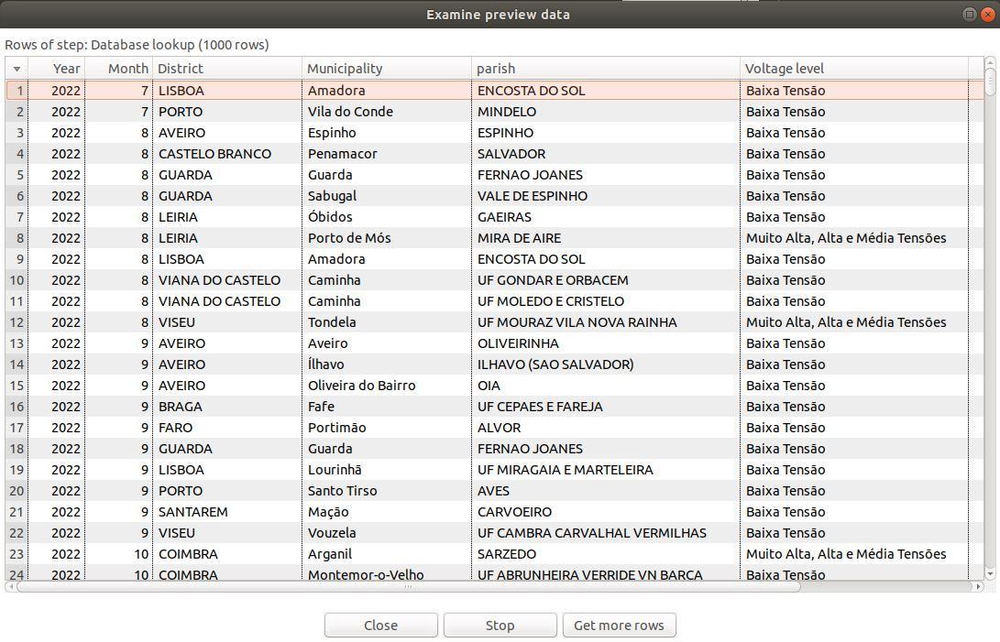 Examine preview data
Rows of step: Database lookup (1000 rows)
Year Month District Municipality parish Voltage level
1 2022 7 LISBOA Amadora ENCOSTA DO SOL Baixa Tensão
2 2022 7 PORTO Vila do Conde MINDELO Baixa Tensão
3 2022 8 AVEIRO Espinho ESPINHO Baixa Tensão
4 2022 8 CASTELO BRANCO Penamacor SALVADOR Baixa Tensão
5 2022 8 GUARDA Guarda FERNAO JOANES Baixa Tensão
6 2022 8 GUARDA Sabugal VALE DE ESPINHO Baixa Tensão
7 2022 8 LEIRIA Óbidos GAEIRAS Baixa Tensão
8 2022 8 LEIRIA Porto de Mós MIRA DE AIRE Muito Alta, Alta e Média Tensões
9 2022 8 LISBOA Amadora ENCOSTA DO SOL Baixa Tensão
10 2022 8 VIANA DO CASTELO Caminha UF GONDAR E ORBACEM Baixa Tensão
11 2022 8 VIANA DO CASTELO Caminha UF MOLEDO E CRISTELO Baixa Tensão
12 2022 8 VISEU Tondela UF MOURAZ VILA NOVA RAINHA Muito Alta, Alta e Média Tensões
13 2022 9 AVEIRO Aveiro OLIVEIRINHA Baixa Tensão
14 2022 9 AVEIRO Ílhavo ILHAVO (SAO SALVADOR) Baixa Tensão
15 2022 9 AVEIRO Oliveira do Bairro OIA Baixa Tensão
16 2022 9 BRAGA Fafe UF CEPAES E FAREJA Baixa Tensão
17 2022 9 FARO Portimão ALVOR Baixa Tensão
18 2022 9 GUARDA Guarda FERNAO JOANES Baixa Tensão
19 2022 9 LISBOA Lourinhã UF MIRAGAIA E MARTELEIRA Baixa Tensão
20 2022 9 PORTO Santo Tirso AVES Baixa Tensão
21 2022 9 SANTAREM Mação CARVOEIRO Baixa Tensão
22 2022 9 VISEU Vouzela UF CAMBRA CARVALHAL VERMILHAS Baixa Tensão
23 2022 10 COIMBRA Arganil SARZEDO Muito Alta, Alta e Média Tensões
24 2022 10 COIMBRA Montemor-o-Velho UF ABRUNHEIRA VERRIDE VN BARCA Baixa Tensão
Close Stop Get more rows